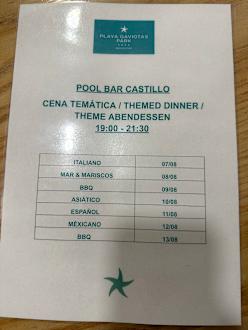 PLAYA GAVIOTAS
PARK
POOL BAR CASTILLO
CENA TEMÁTICA / THEMED DINNER /
THEME ABENDESSEN
19:00 - 21:30
ITALIANO 07/08
MAR & MARISCOS 08/08
BBQ 09/08
ASIÁTICO 10/08
ESPAÑOL 11/08
MÉXICANO 12/08
BBQ 13/08